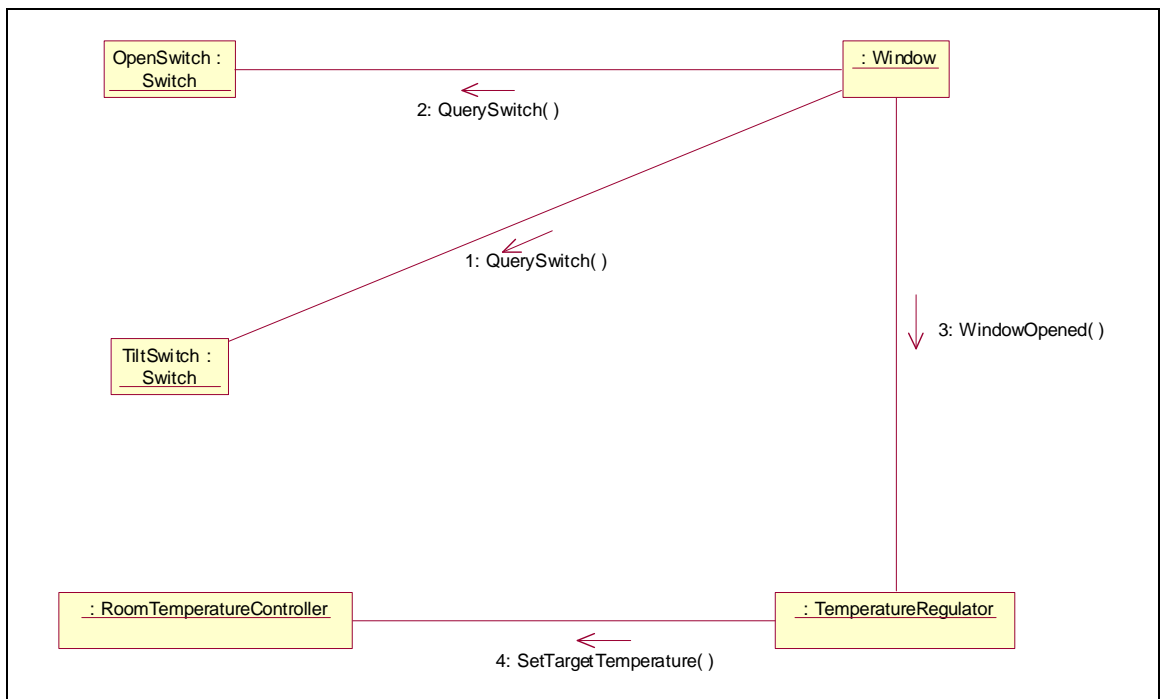 OpenSwitch :
Switch
: Window
2: QuerySwitch( )
1: QuerySwitch( )
3: WindowOpened( )
TiltSwitch :
Switch
: RoomTemperatureController
: TemperatureRegulator
4: SetTargetTemperature( )